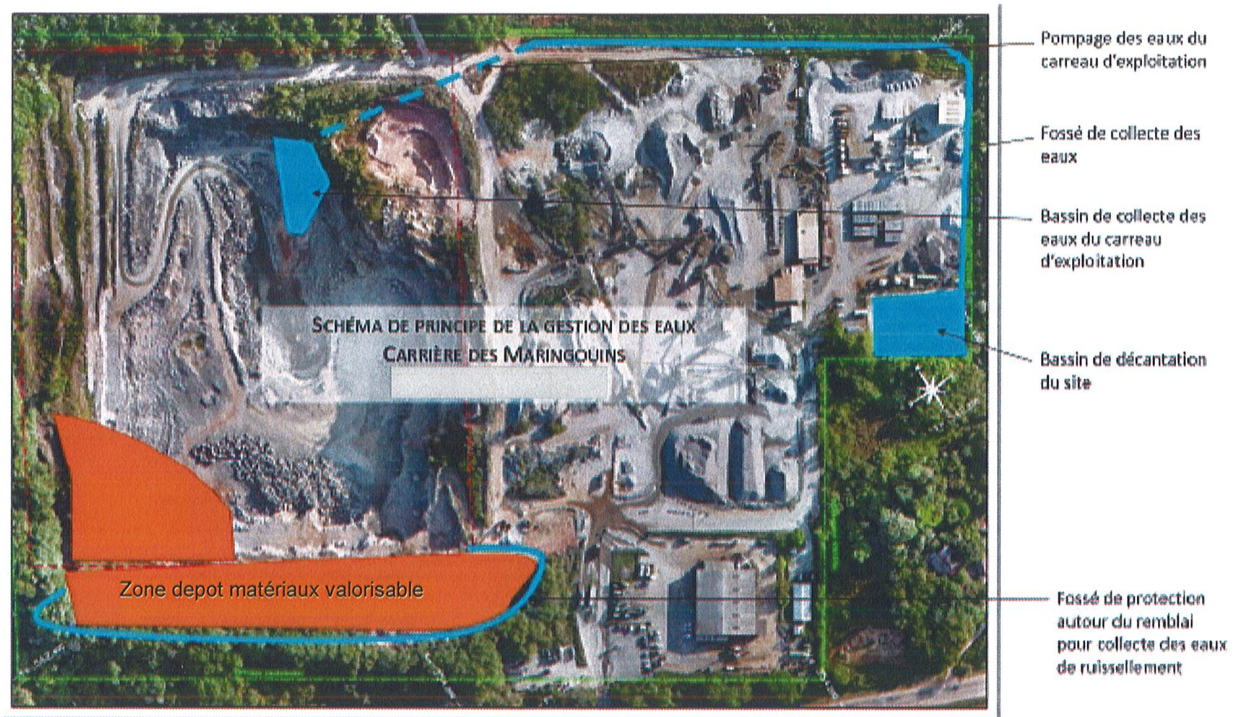 Pompage des eaux du
carreau d'exploitation
Fossé de collecte des
eaux
Bassin de collecte des
eaux du carreau
d'exploitation
SCHÉMA DE PRINCIPE DE LA GESTION DES EAUX
CARRIÈRE DES MARINGOUINS
Bassin de décantation
du site
Zone depot matériaux valorisable
Fossé de protection
autour du remblai
pour collecte des eaux
de ruissellement